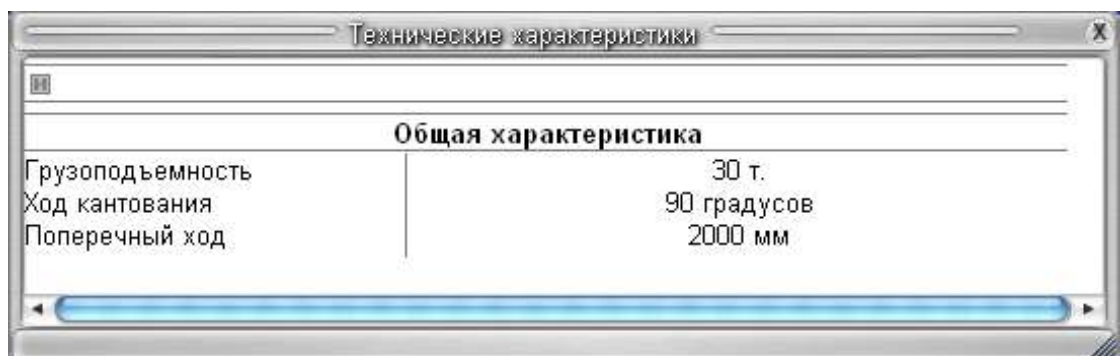 Технические характеристики X
Н
Общая характеристика
Грузоподъемность 30 т.
Ход кантования 90 градусов
Поперечный ход 2000 мм